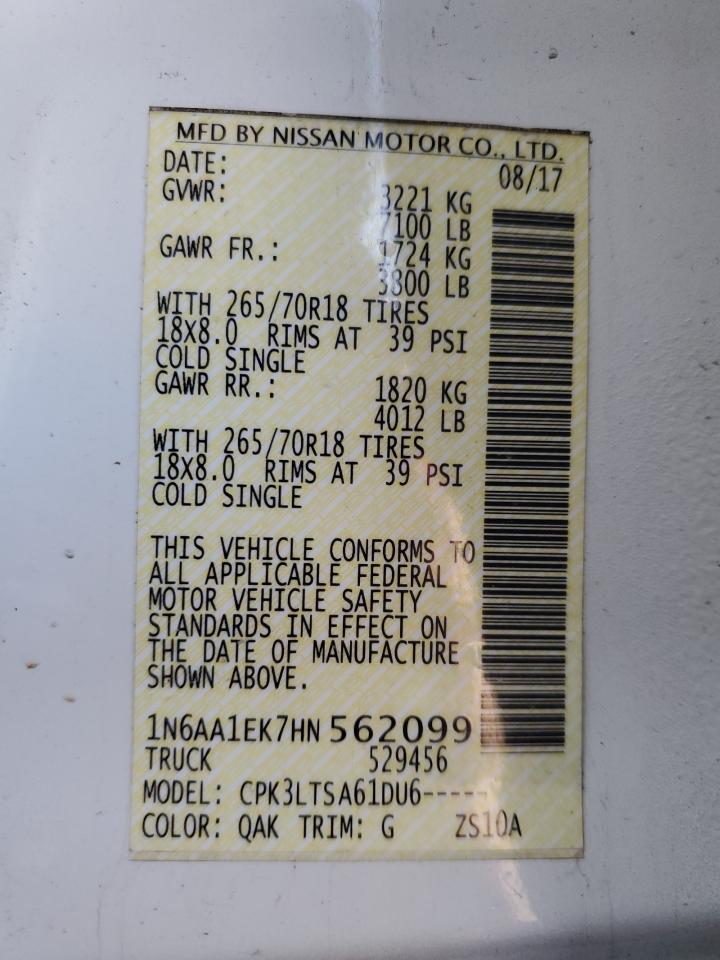 MFD BY NISSAN MOTOR CO., LTD.
DATE: 08/17
GVWR: 3221 KG
7100 LB
GAWR FR.: 1724 KG
3800 LB
WITH 265/70R18 TIRES
18X8.0 RIMS AT 39 PSI
COLD SINGLE
GAWR RR.: 1820 KG
4012 LB
WITH 265/70R18 TIRES
18X8.0 RIMS AT 39 PSI
COLD SINGLE
THIS VEHICLE CONFORMS TO
ALL APPLICABLE FEDERAL
MOTOR VEHICLE SAFETY
STANDARDS IN EFFECT ON
THE DATE OF MANUFACTURE
SHOWN ABOVE.
1N6AA1EK7HN 562099
TRUCK 529456
MODEL: CPK3LTSA61DU6-----
COLOR: QAK TRIM: G ZS10A